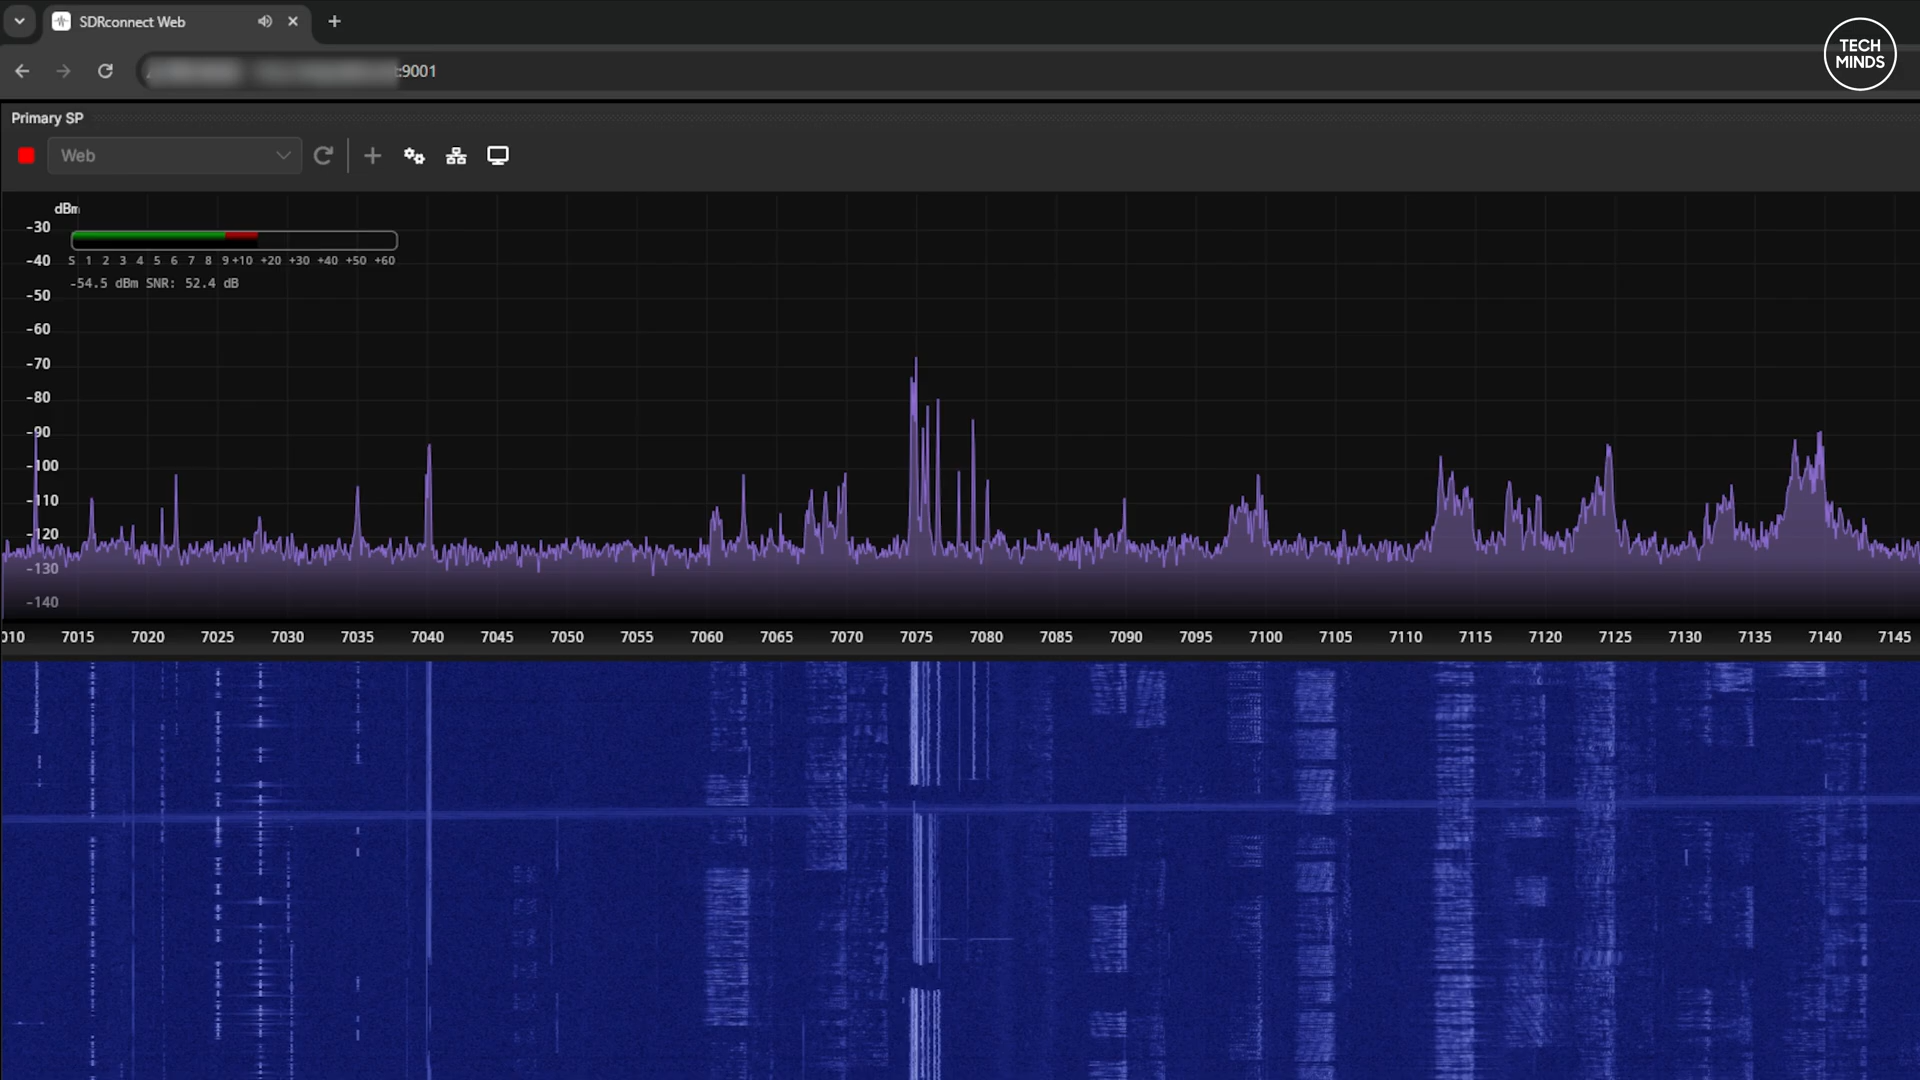 SDRconnect Web
:9001
TECH
MINDS
Primary SP
Web
dBm
-30
-40
-50
-60
-70
-80
-90
-100
-110
-120
-130
-140
S 1 2 3 4 5 6 7 8 9 +10 +20 +30 +40 +50 +60
-54.5 dBm SNR: 52.4 dB
010 7015 7020 7025 7030 7035 7040 7045 7050 7055 7060 7065 7070 7075 7080 7085 7090 7095 7100 7105 7110 7115 7120 7125 7130 7135 7140 7145